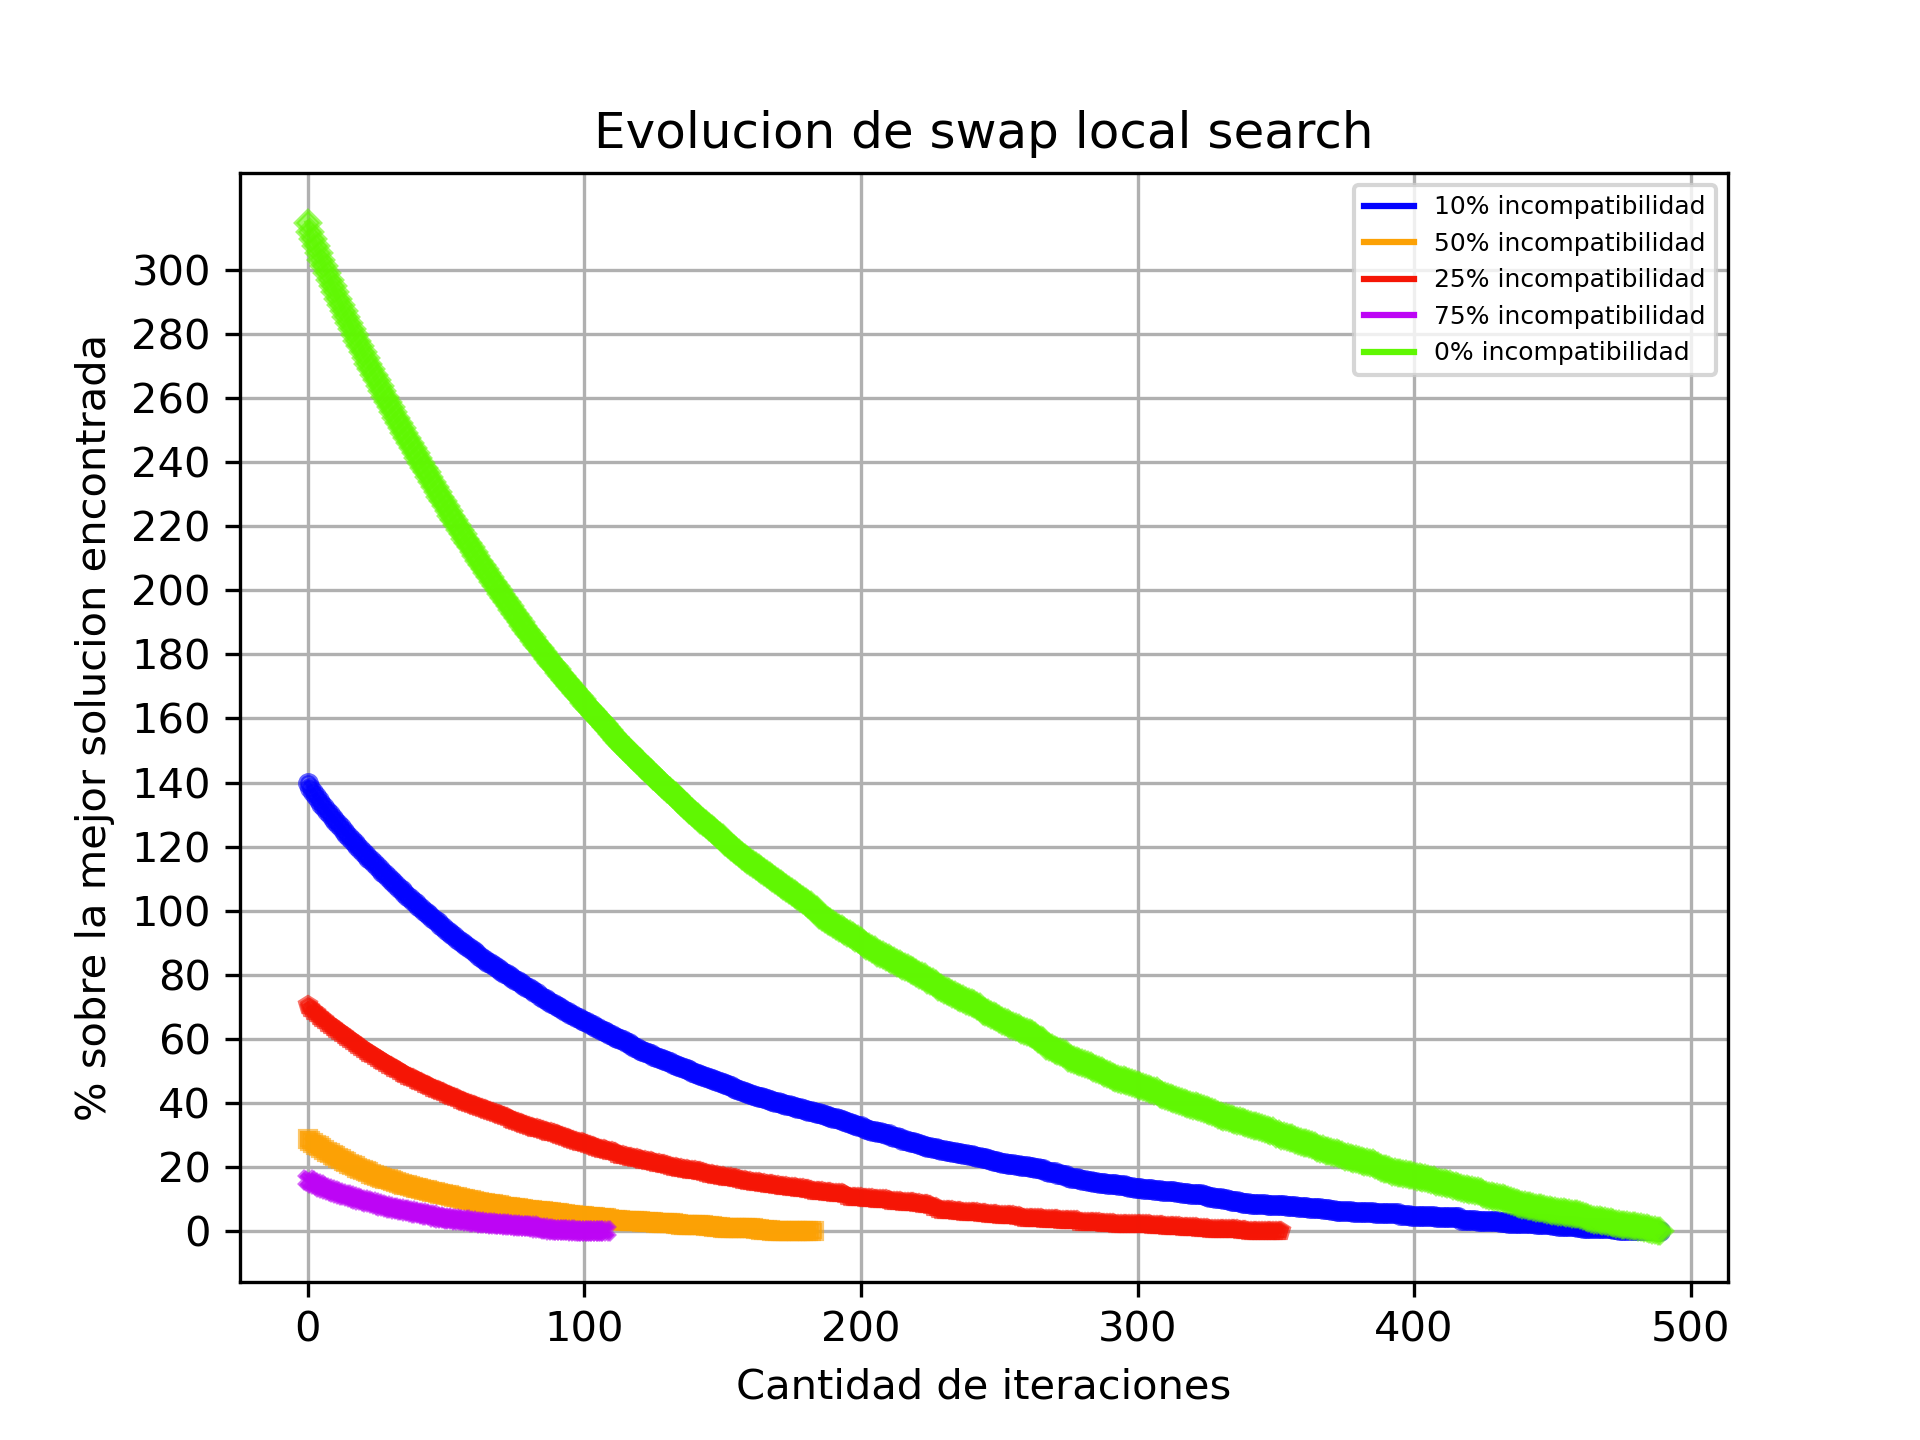 Evolucion de swap local search
10% incompatibilidad
50% incompatibilidad
25% incompatibilidad
75% incompatibilidad
0% incompatibilidad
% sobre la mejor solucion encontrada
300
280
260
240
220
200
180
160
140
120
100
80
60
40
20
0
0 100 200 300 400 500
Cantidad de iteraciones